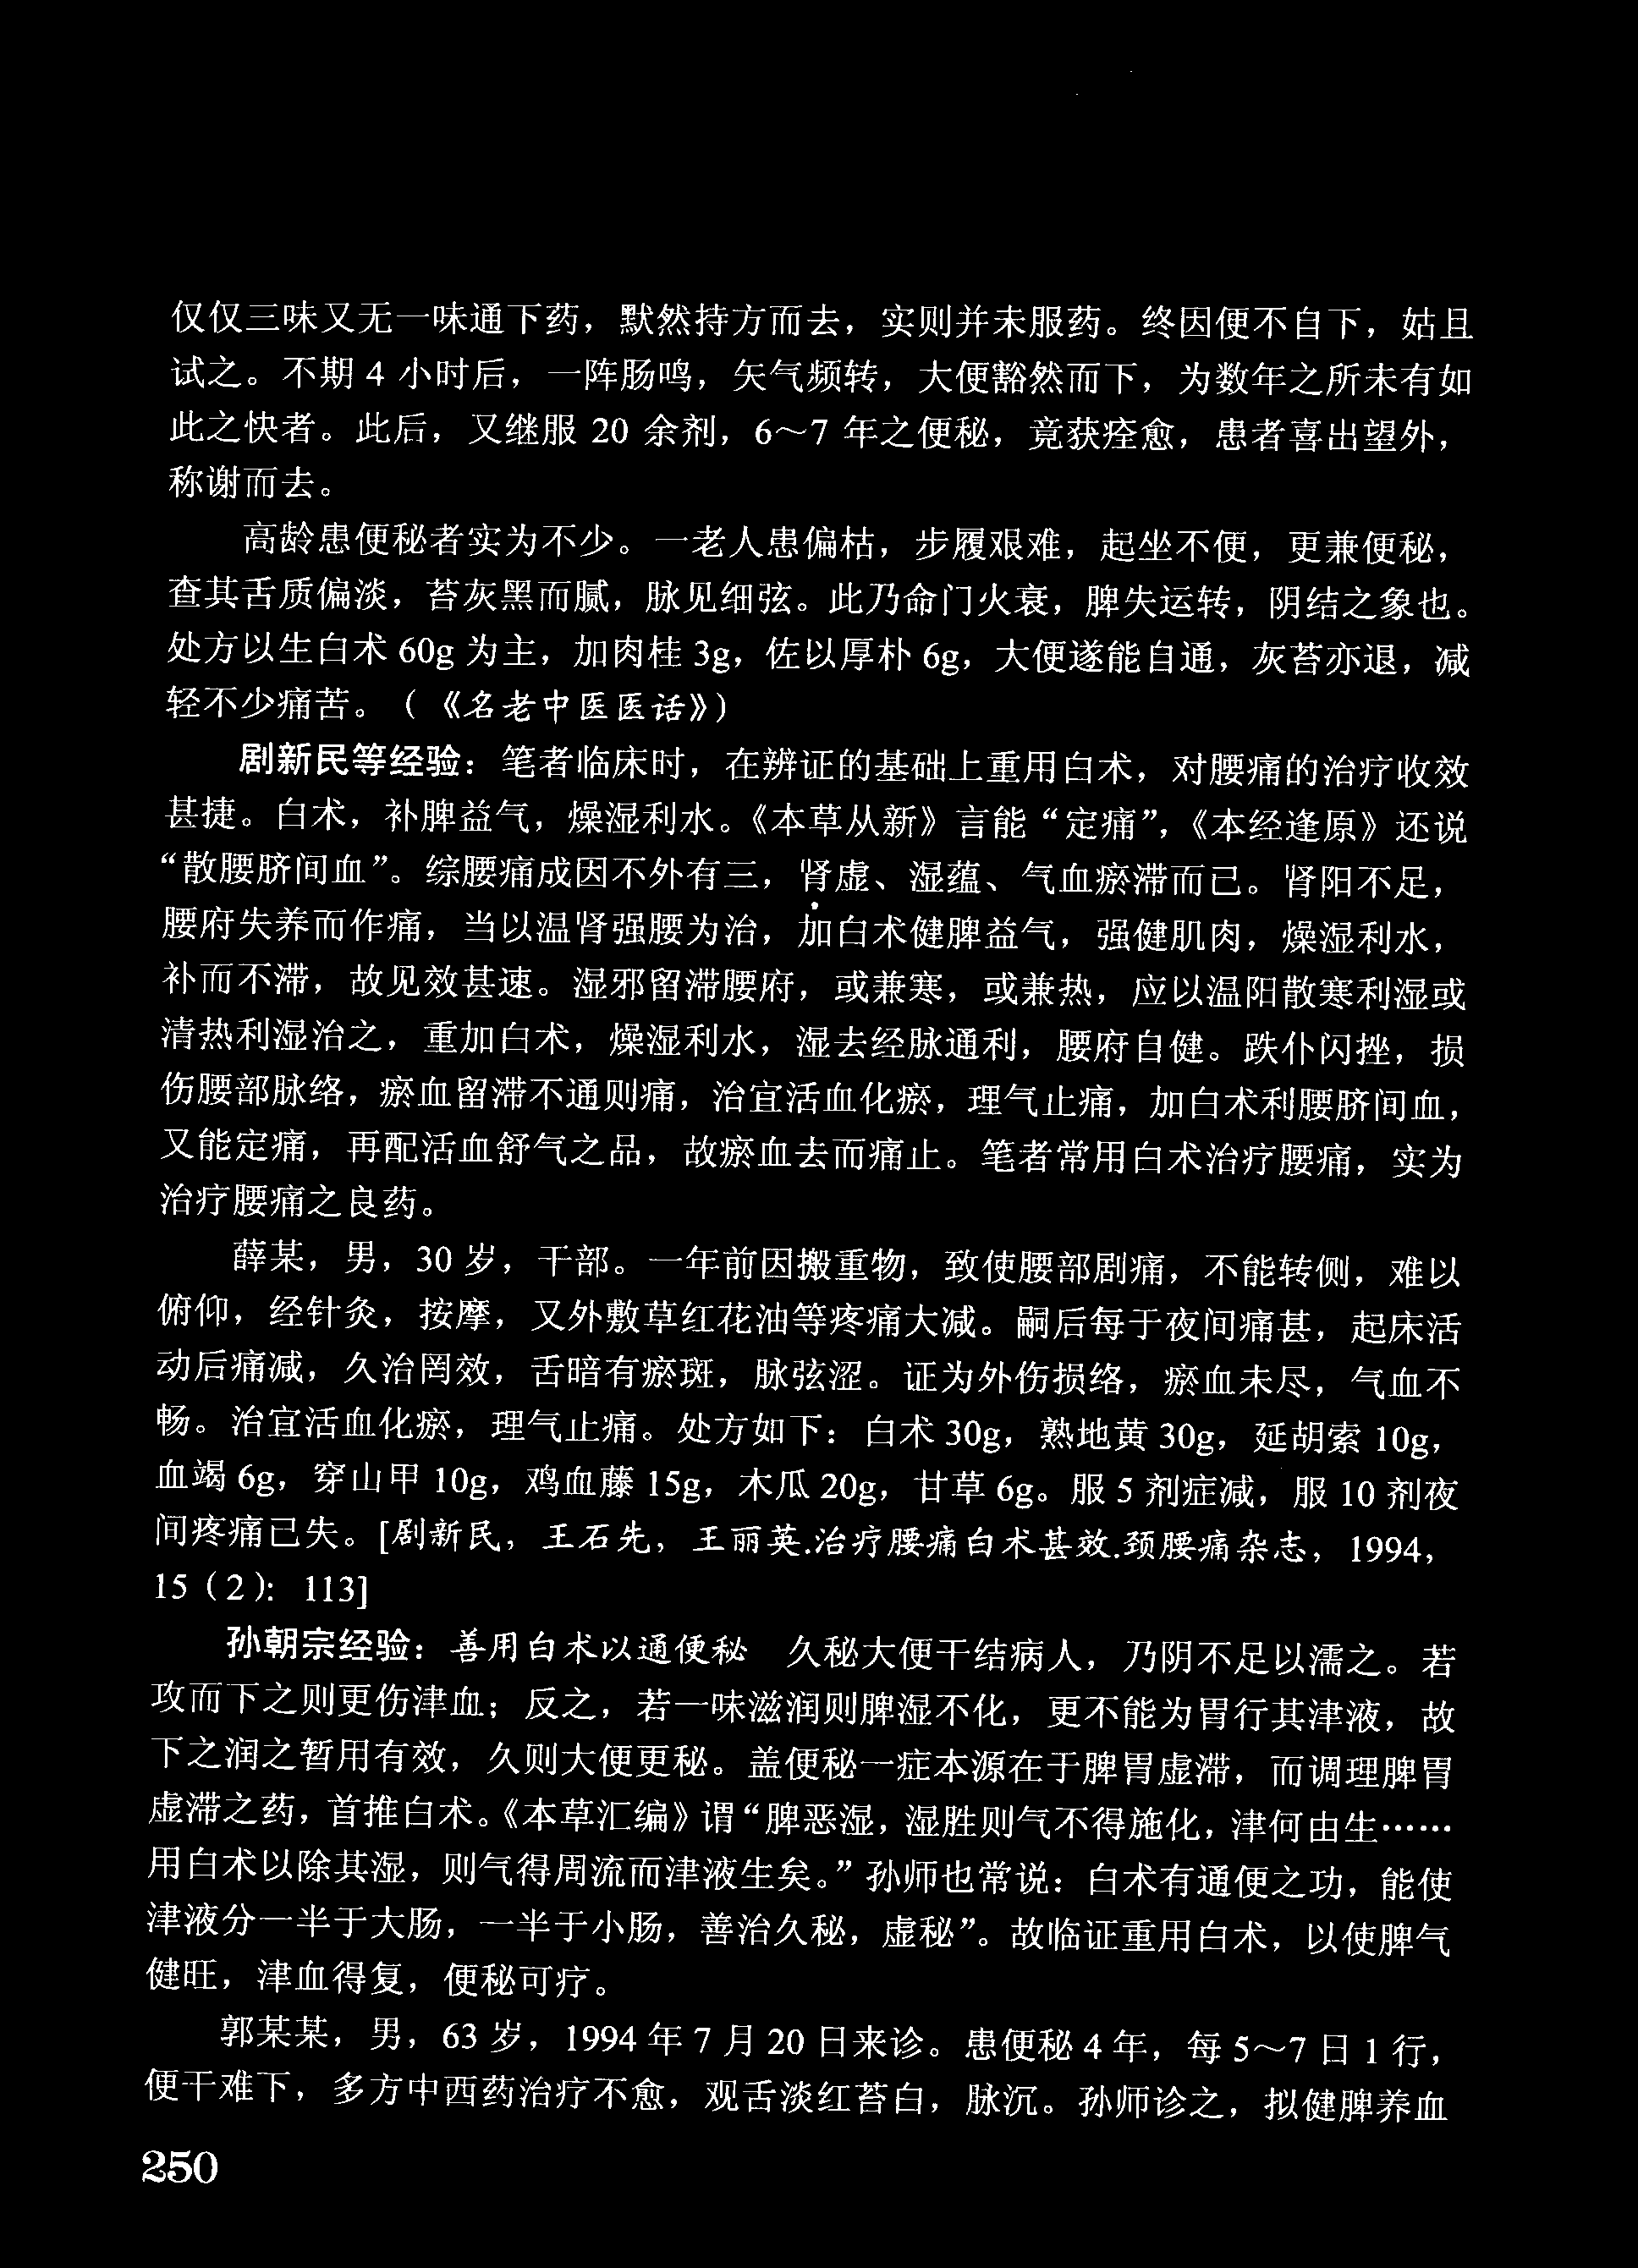 仅仅三味又无一味通下药，默然持方而去，实则并未服药。终因便不自下，姑且
试之。不期 4 小时后，一阵肠鸣，矢气频转，大便豁然而下，为数年之所未有如
此之快者。此后，又继服 20 余剂，6～7 年之便秘，竟获痊愈，患者喜出望外，
称谢而去。
高龄患便秘者实为不少。一老人患偏枯，步履艰难，起坐不便，更兼便秘，
查其舌质偏淡，苔灰黑而腻，脉见细弦。此乃命门火衰，脾失运转，阴结之象也。
处方以生白术 60g 为主，加肉桂 3g，佐以厚朴 6g，大便遂能自通，灰苔亦退，减
轻不少痛苦。（《名老中医医话》）
剧新民等经验：笔者临床时，在辨证的基础上重用白术，对腰痛的治疗收效
甚捷。白术，补脾益气，燥湿利水。《本草从新》言能“定痛”，《本经逢原》还说
“散腰脐间血”。综腰痛成因不外有三，肾虚、湿蕴、气血瘀滞而已。肾阳不足，
腰府失养而作痛，当以温肾强腰为治，加白术健脾益气，强健肌肉，燥湿利水，
补而不滞，故见效甚速。湿邪留滞腰府，或兼寒，或兼热，应以温阳散寒利湿或
清热利湿治之，重加白术，燥湿利水，湿去经脉通利，腰府自健。跌仆闪挫，损
伤腰部脉络，瘀血留滞不通则痛，治宜活血化瘀，理气止痛，加白术利腰脐间血，
又能定痛，再配活血舒气之品，故瘀血去而痛止。笔者常用白术治疗腰痛，实为
治疗腰痛之良药。
薛某，男，30 岁，干部。一年前因搬重物，致使腰部剧痛，不能转侧，难以
俯仰，经针灸，按摩，又外敷草红花油等疼痛大减。嗣后每于夜间痛甚，起床活
动后痛减，久治罔效，舌暗有瘀斑，脉弦涩。证为外伤损络，瘀血未尽，气血不
畅。治宜活血化瘀，理气止痛。处方如下：白术 30g，熟地黄 30g，延胡索 10g，
血竭 6g，穿山甲 10g，鸡血藤 15g，木瓜 20g，甘草 6g。服 5 剂症减，服 10 剂夜
间疼痛已失。[剧新民，王石先，王丽英.治疗腰痛白术甚效.颈腰痛杂志，1994，
15（2）：113]
孙朝宗经验：善用白术以通便秘　久秘大便干结病人，乃阴不足以濡之。若
攻而下之则更伤津血；反之，若一味滋润则脾湿不化，更不能为胃行其津液，故
下之润之暂用有效，久则大便更秘。盖便秘一症本源在于脾胃虚滞，而调理脾胃
虚滞之药，首推白术。《本草汇编》谓“脾恶湿，湿胜则气不得施化，津何由生……
用白术以除其湿，则气得周流而津液生矣。”孙师也常说：白术有通便之功，能使
津液分一半于大肠，一半于小肠，善治久秘，虚秘”。故临证重用白术，以使脾气
健旺，津血得复，便秘可疗。
郭某某，男，63 岁，1994 年 7 月 20 日来诊。患便秘 4 年，每 5～7 日 1 行，
便干难下，多方中西药治疗不愈，观舌淡红苔白，脉沉。孙师诊之，拟健脾养血
250